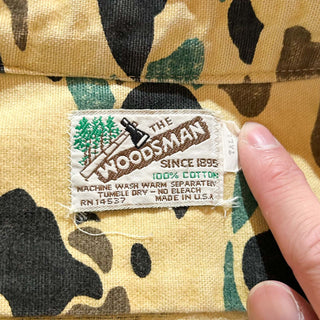 THE
WOODSMAN
SINCE 1895
100% COTTON
MACHINE WASH WARM SEPARATELY
TUMBLE DRY - NO BLEACH
RN 14537 MADE IN U.S.A.